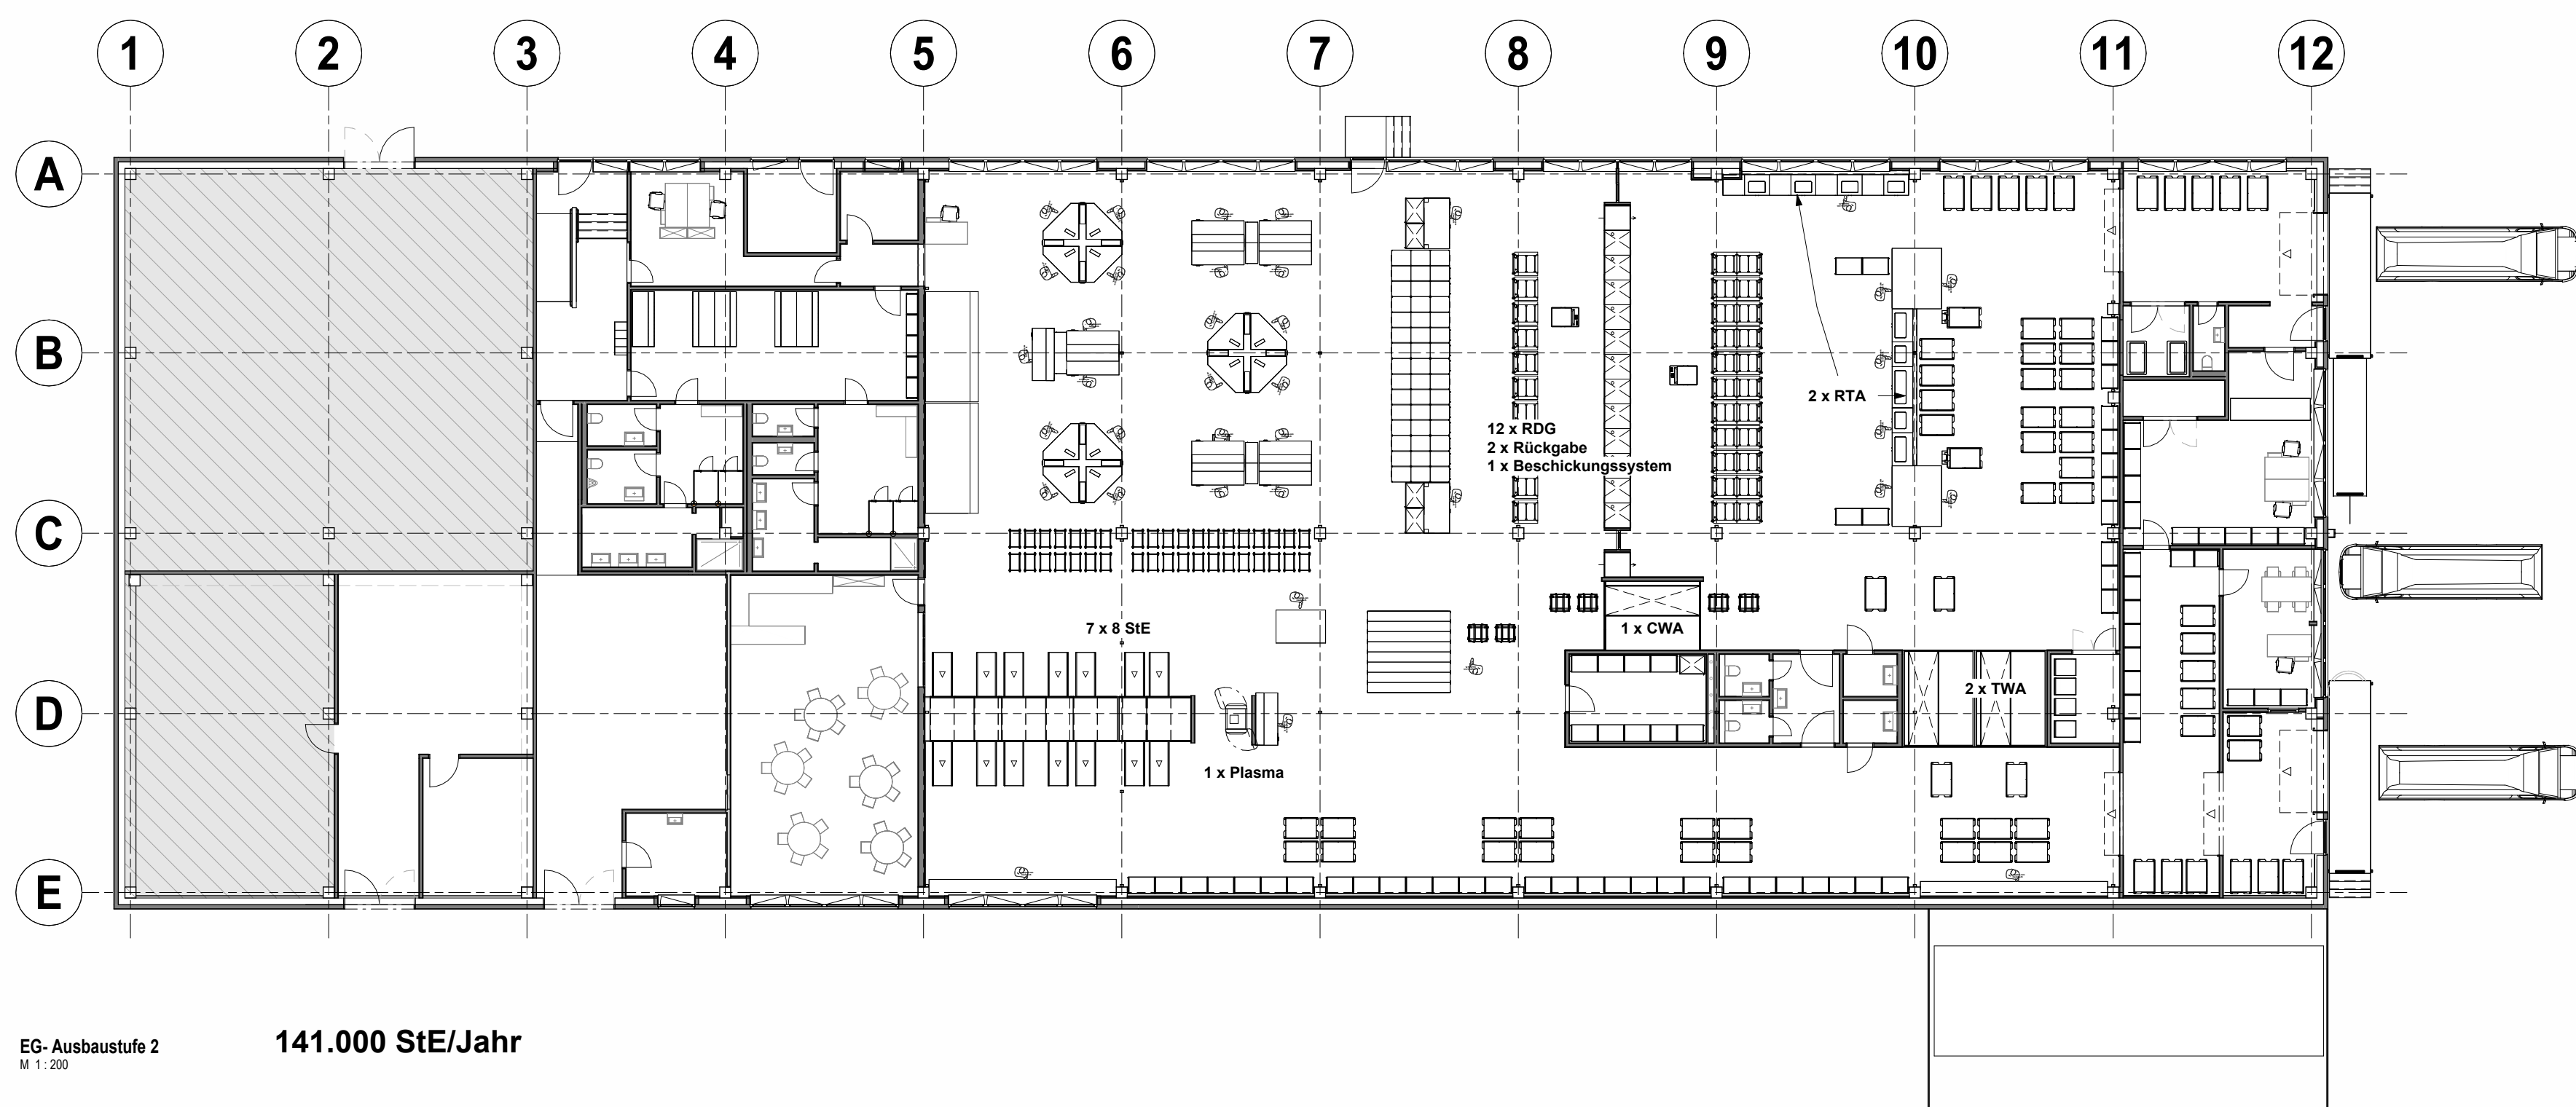 1 2 3 4 5 6 7 8 9 10 11 12
A
B
2 x RTA
12 x RDG
2 x Rückgabe
1 x Beschickungssystem
C
7 x 8 StE
1 x CWA
2 x TWA
D
1 x Plasma
E
EG- Ausbaustufe 2
141.000 StE/Jahr
M 1 : 200